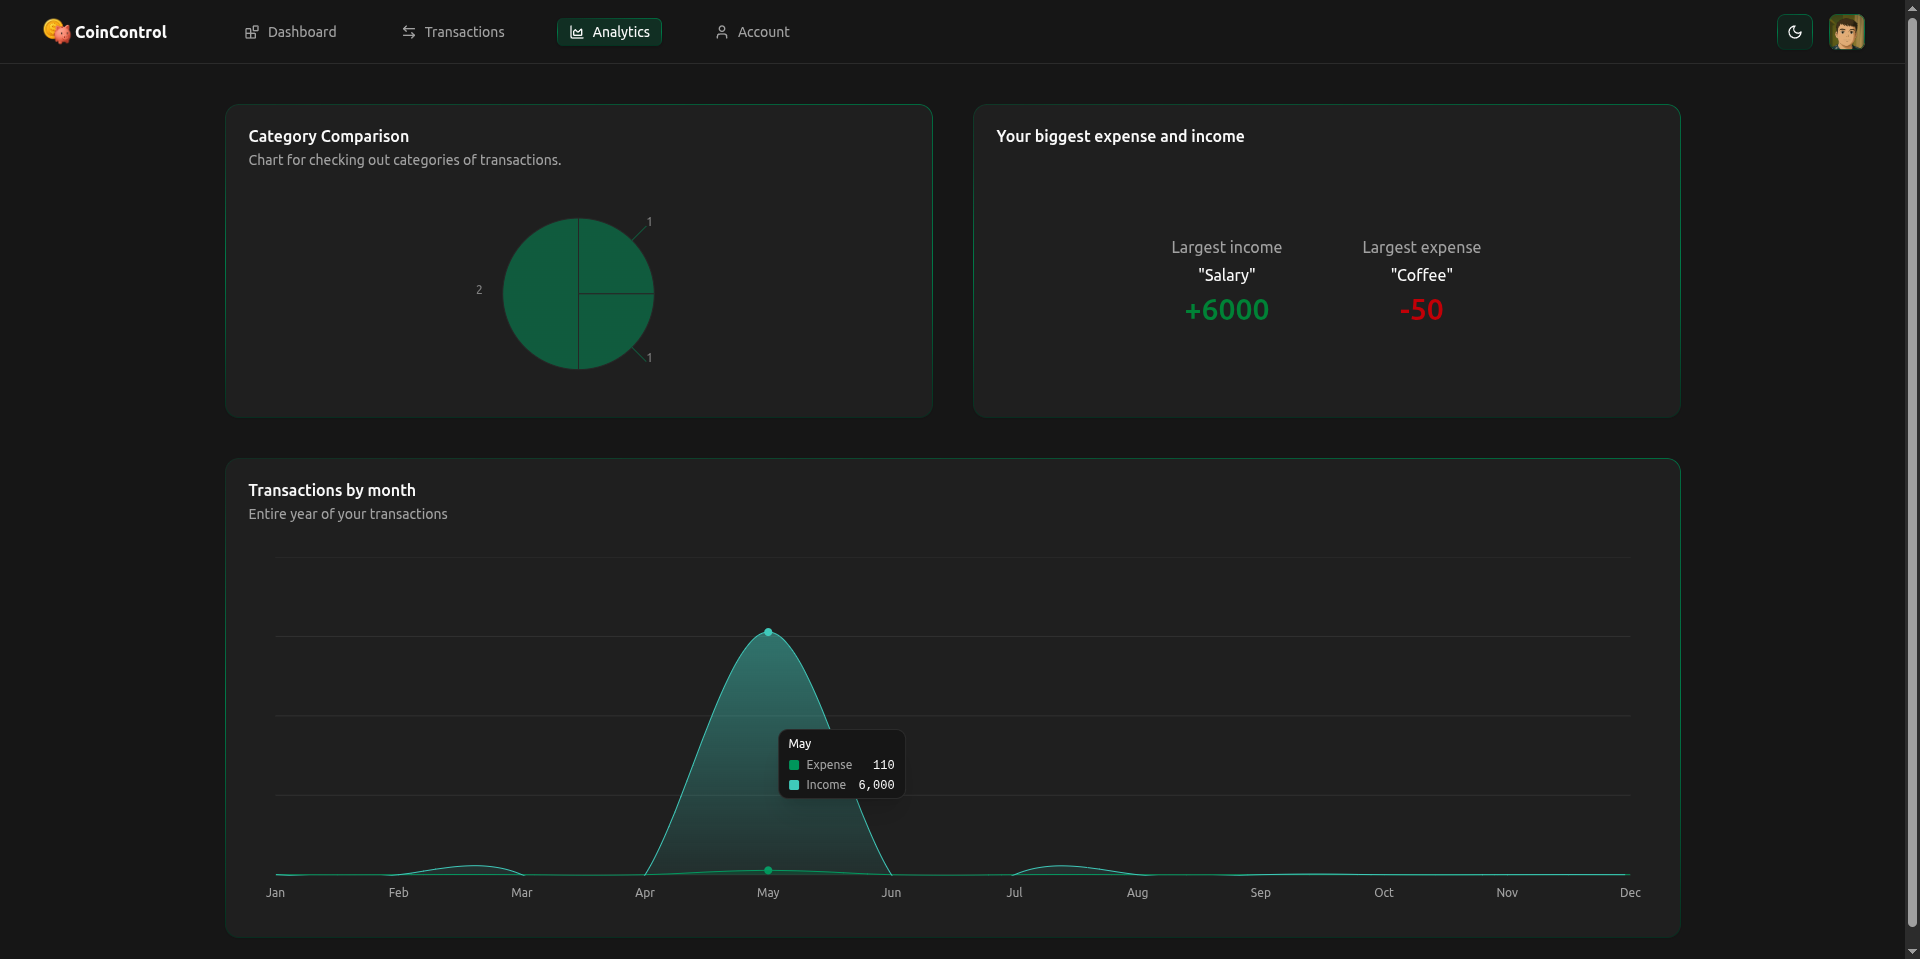 CoinControl
Dashboard
Transactions
Analytics
Account
Category Comparison
Chart for checking out categories of transactions.
1
2
1
Your biggest expense and income
Largest income
"Salary"
+6000
Largest expense
"Coffee"
-50
Transactions by month
Entire year of your transactions
May
Expense 110
Income 6,000
Jan Feb Mar Apr May Jun Jul Aug Sep Oct Nov Dec